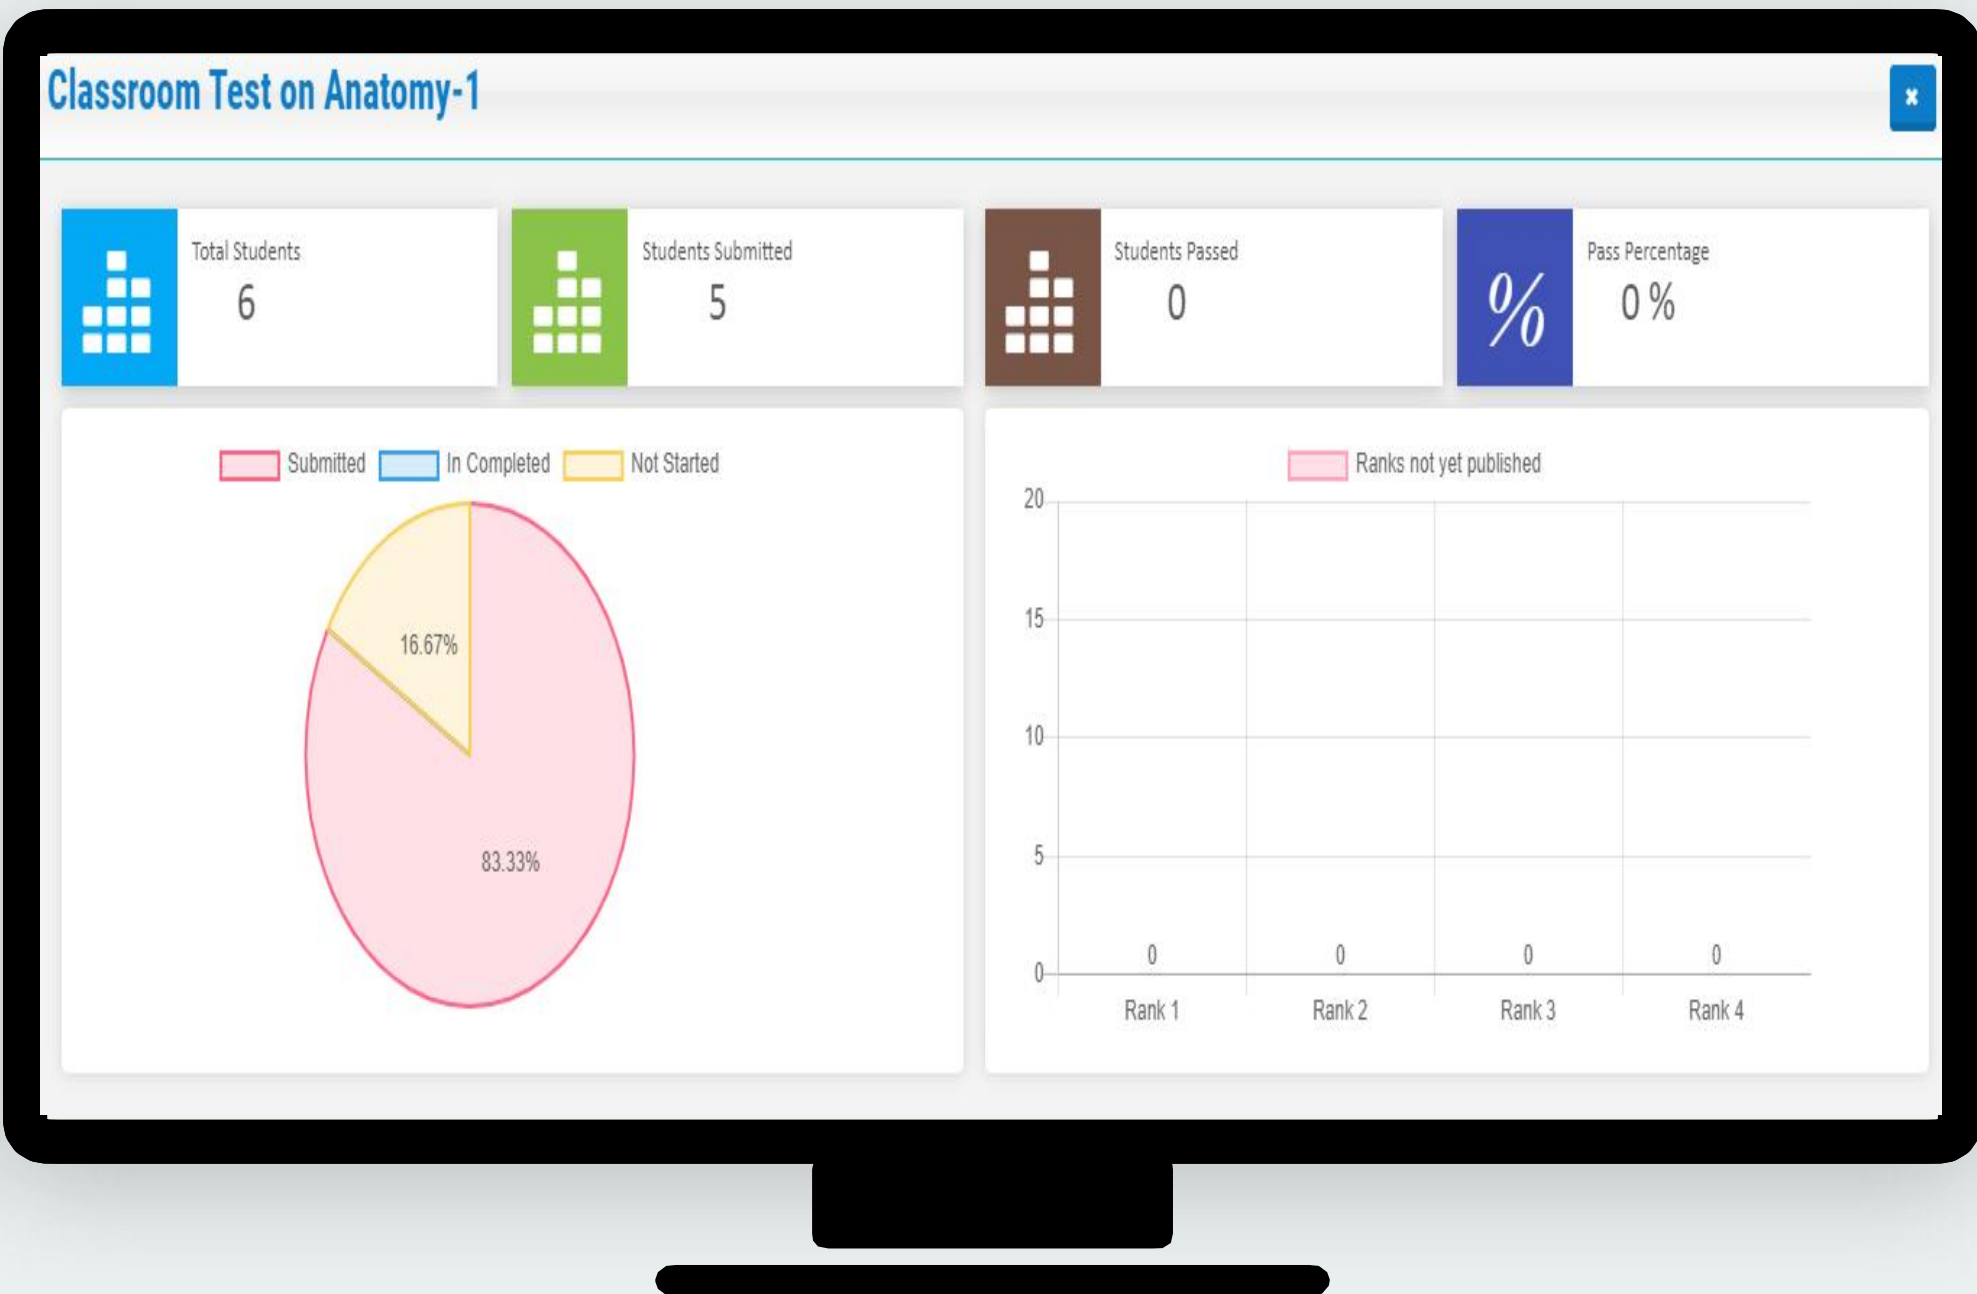 Classroom Test on Anatomy-1
Total Students
6
Students Submitted
5
Students Passed
0
%
Pass Percentage
0 %
Submitted In Completed Not Started
16.67%
83.33%
Ranks not yet published
20
15
10
5
0
0 0 0 0
Rank 1 Rank 2 Rank 3 Rank 4